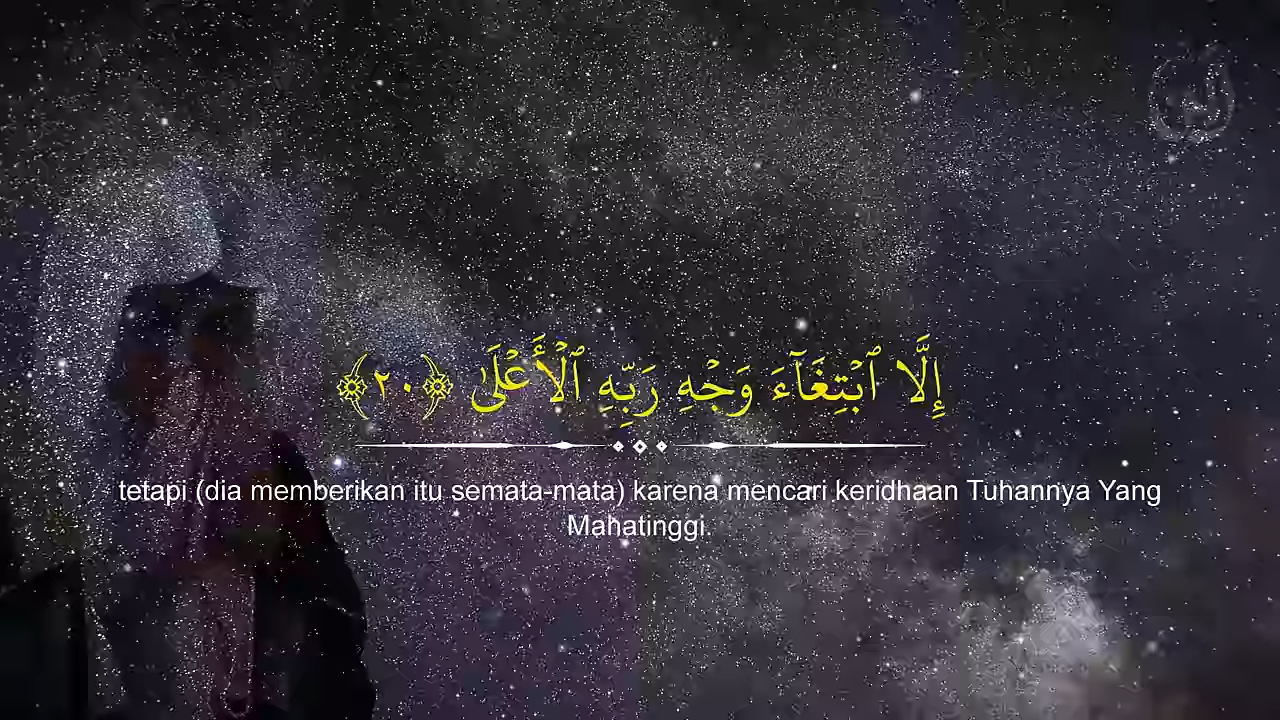 إِلَّا ٱبْتِغَآءَ وَجْهِ رَبِّهِ ٱلْأَعْلَىٰ ﴿٢٠﴾
tetapi (dia memberikan itu semata-mata) karena mencari keridhaan Tuhannya Yang
Mahatinggi.